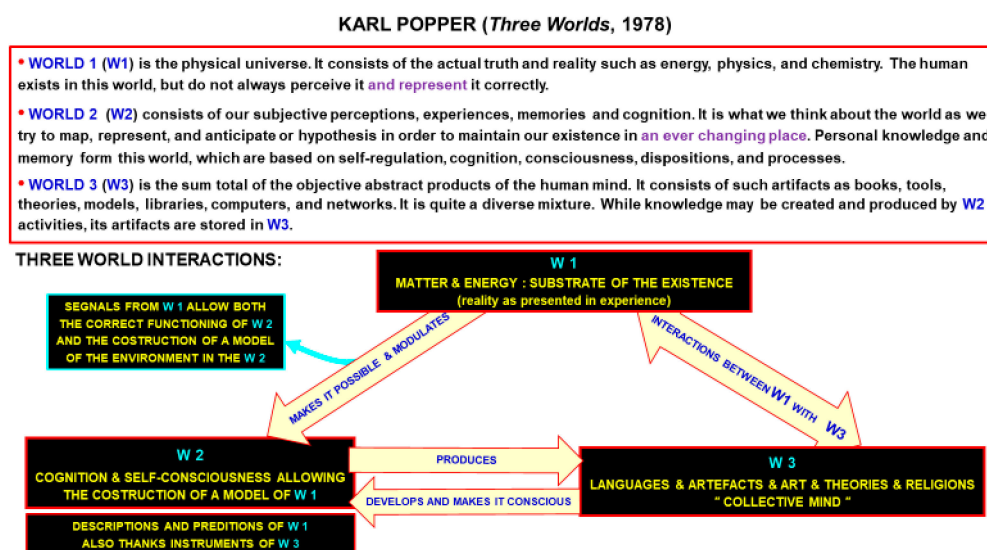 KARL POPPER (Three Worlds, 1978)
• WORLD 1 (W1) is the physical universe. It consists of the actual truth and reality such as energy, physics, and chemistry. The human
exists in this world, but do not always perceive it and represent it correctly.
• WORLD 2 (W2) consists of our subjective perceptions, experiences, memories and cognition. It is what we think about the world as we
try to map, represent, and anticipate or hypothesis in order to maintain our existence in an ever changing place. Personal knowledge and
memory form this world, which are based on self-regulation, cognition, consciousness, dispositions, and processes.
• WORLD 3 (W3) is the sum total of the objective abstract products of the human mind. It consists of such artifacts as books, tools,
theories, models, libraries, computers, and networks. It is quite a diverse mixture. While knowledge may be created and produced by W2
activities, its artifacts are stored in W3.
THREE WORLD INTERACTIONS:
W 1
MATTER & ENERGY : SUBSTRATE OF THE EXISTENCE
(reality as presented in experience)
SEGNALS FROM W 1 ALLOW BOTH
THE CORRECT FUNCTIONING OF W 2
AND THE COSTRUCTION OF A MODEL
OF THE ENVIRONMENT IN THE W 2
MAKES IT POSSIBLE & MODULATES
INTERACTIONS BETWEEN W1 WITH W3
W 2
COGNITION & SELF-CONSCIOUSNESS ALLOWING
THE COSTRUCTION OF A MODEL OF W 1
PRODUCES
DEVELOPS AND MAKES IT CONSCIOUS
W 3
LANGUAGES & ARTEFACTS & ART & THEORIES & RELIGIONS
“ COLLECTIVE MIND “
DESCRIPTIONS AND PREDITIONS OF W 1
ALSO THANKS INSTRUMENTS OF W 3